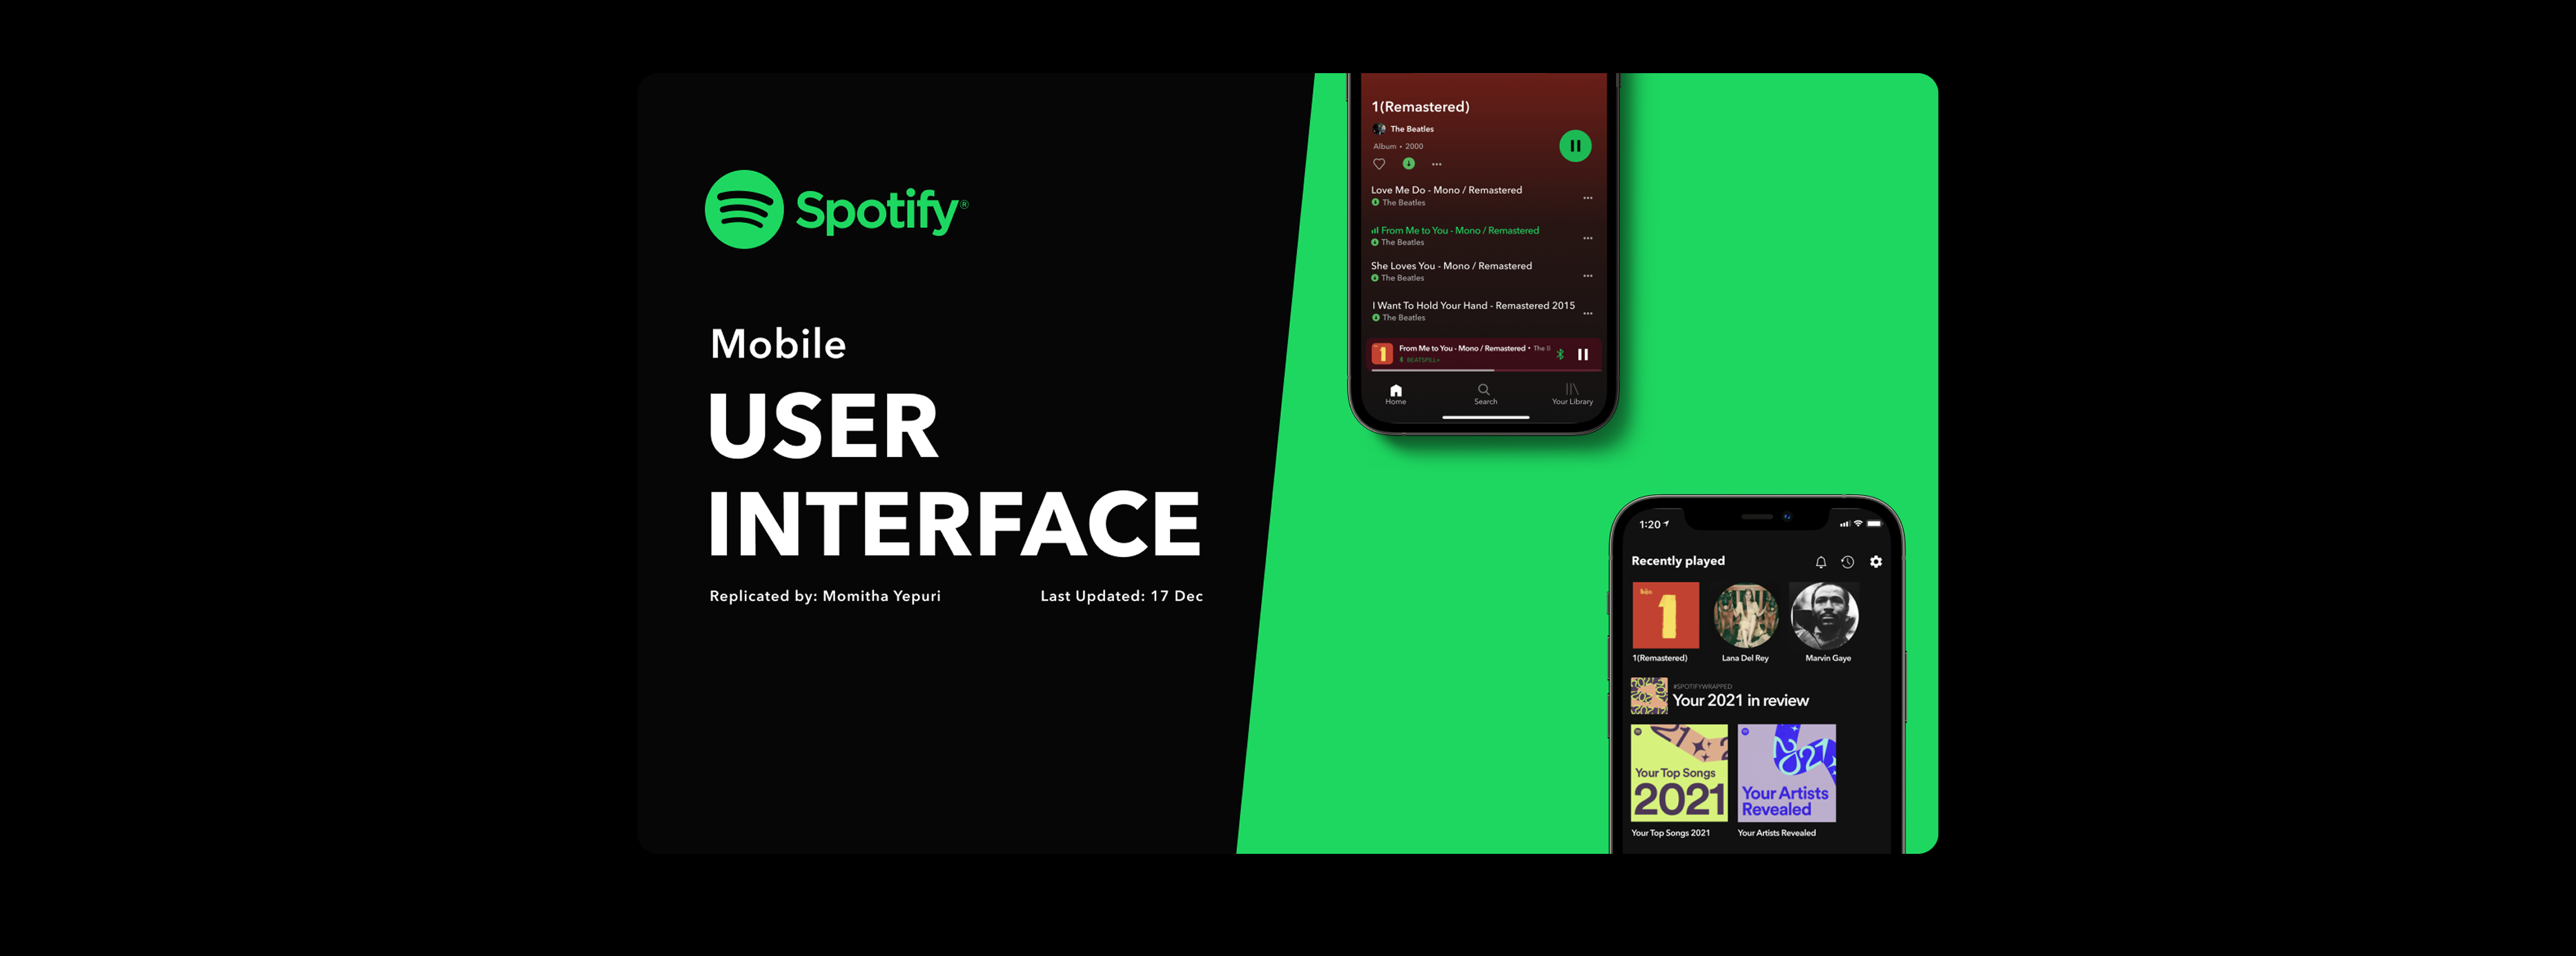 Spotify®
Mobile
USER
INTERFACE
Replicated by: Momitha Yepuri
Last Updated: 17 Dec
1(Remastered)
The Beatles
Album • 2000
Love Me Do - Mono / Remastered
The Beatles
From Me to You - Mono / Remastered
The Beatles
She Loves You - Mono / Remastered
The Beatles
I Want To Hold Your Hand - Remastered 2015
The Beatles
1
From Me to You - Mono / Remastered • The B
BEATSPILL+
Home
Search
Your Library
1:20
Recently played
1
1(Remastered)
Lana Del Rey
Marvin Gaye
#SPOTIFYWRAPPED
Your 2021 in review
Your Top Songs
2021
Your Artists
Revealed
Your Top Songs 2021
Your Artists Revealed